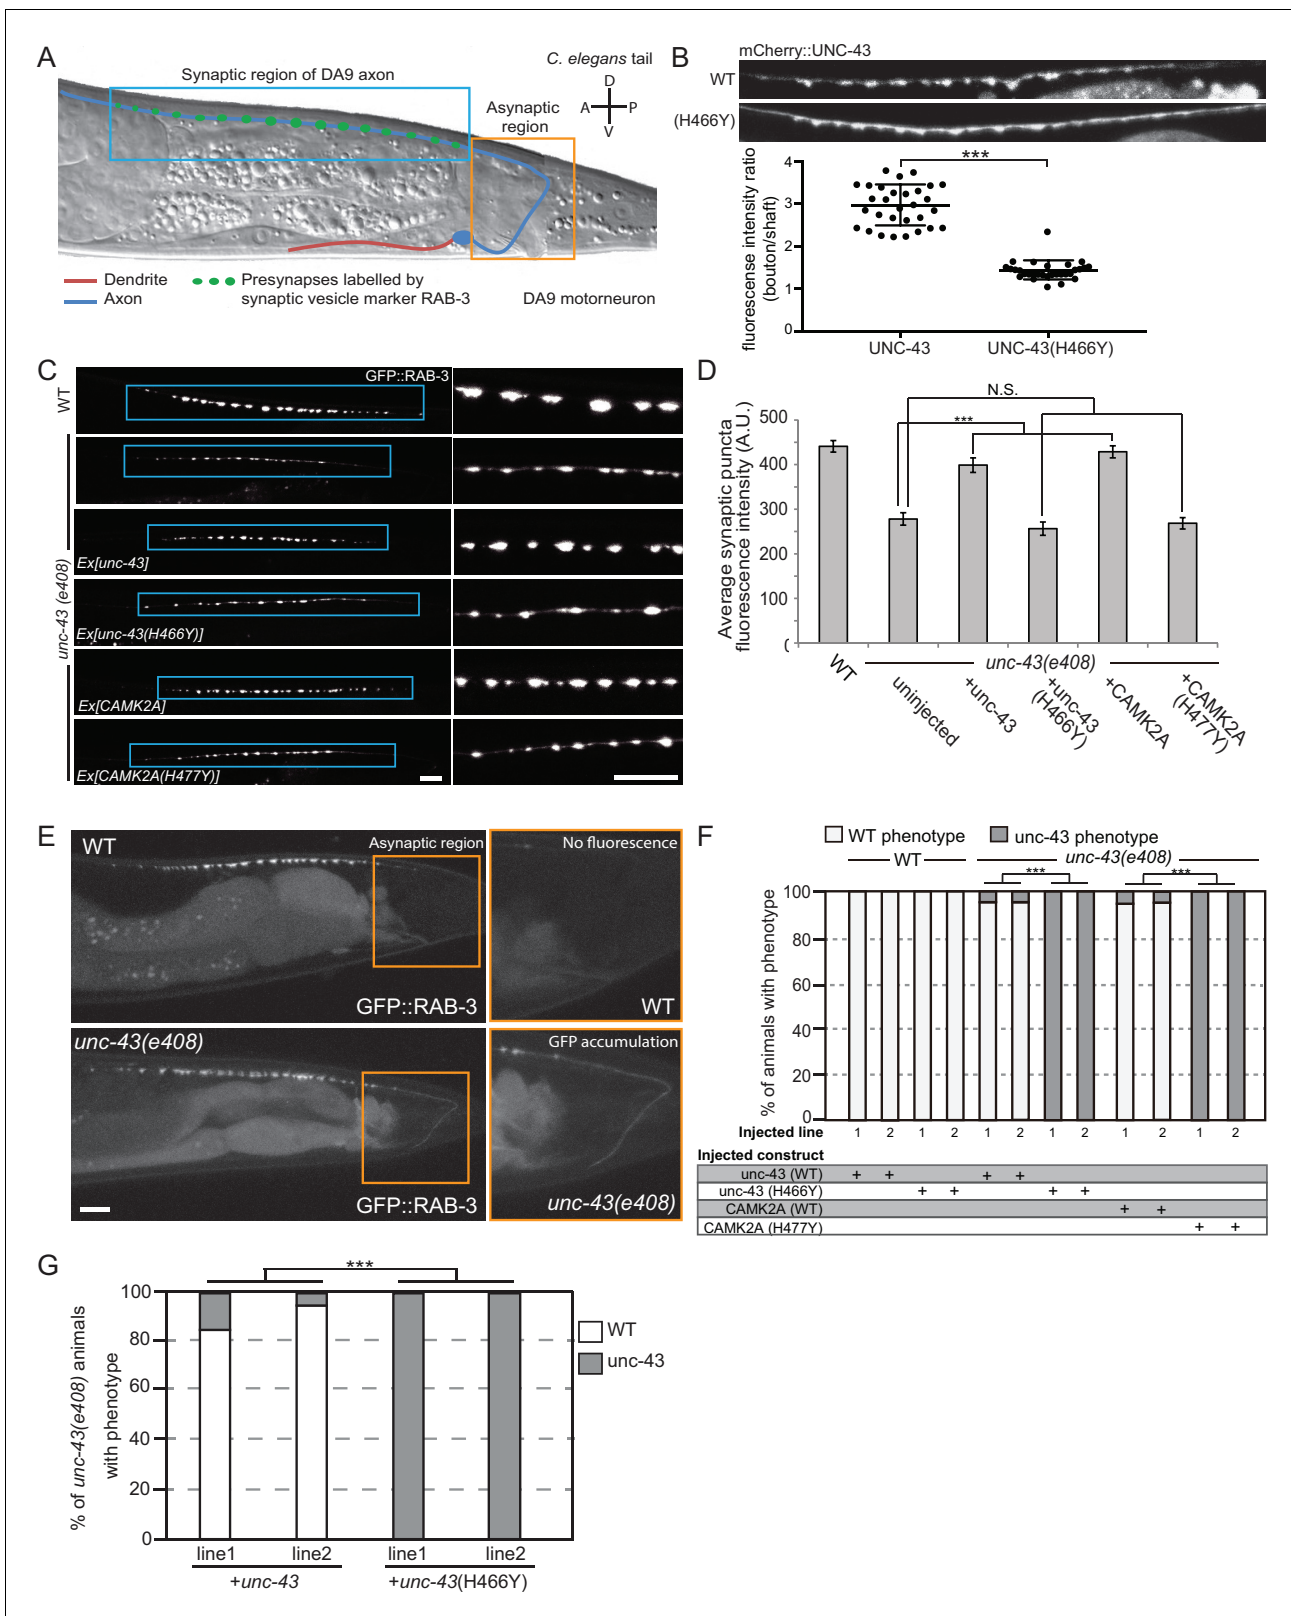 A
C. elegans tail
Synaptic region of DA9 axon
D
A
P
V
Asynaptic
region
Dendrite
Axon
Presynapses labelled by
synaptic vesicle marker RAB-3
DA9 motorneuron
B
mCherry::UNC-43
WT
(H466Y)
fluorescense intensity ratio
(bouton/shaft)
4
3
2
1
0
***
UNC-43
UNC-43(H466Y)
C
WT
GFP::RAB-3
unc-43 (e408)
Ex[unc-43]
Ex[unc-43(H466Y)]
Ex[CAMK2A]
Ex[CAMK2A(H477Y)]
D
Average synaptic puncta
fluorescence intensity (A.U.)
500
400
300
200
100
0
N.S.
***
WT
unc-43(e408)
uninjected
+unc-43
+unc-43
(H466Y)
+CAMK2A
+CAMK2A
(H477Y)
E
WT
Asynaptic region
GFP::RAB-3
No fluorescence
WT
unc-43(e408)
GFP::RAB-3
GFP accumulation
unc-43(e408)
F
WT phenotype
unc-43 phenotype
WT
unc-43(e408)
***
***
% of animals with phenotype
100
80
60
40
20
0
Injected line
1 2 1 2 1 2 1 2 1 2 1 2
Injected construct
unc-43 (WT) + + + +
unc-43 (H466Y) + + + +
CAMK2A (WT) + +
CAMK2A (H477Y) + +
G
***
% of unc-43(e408) animals
with phenotype
100
80
60
40
20
0
WT
unc-43
line1 line2 line1 line2
+unc-43 +unc-43(H466Y)